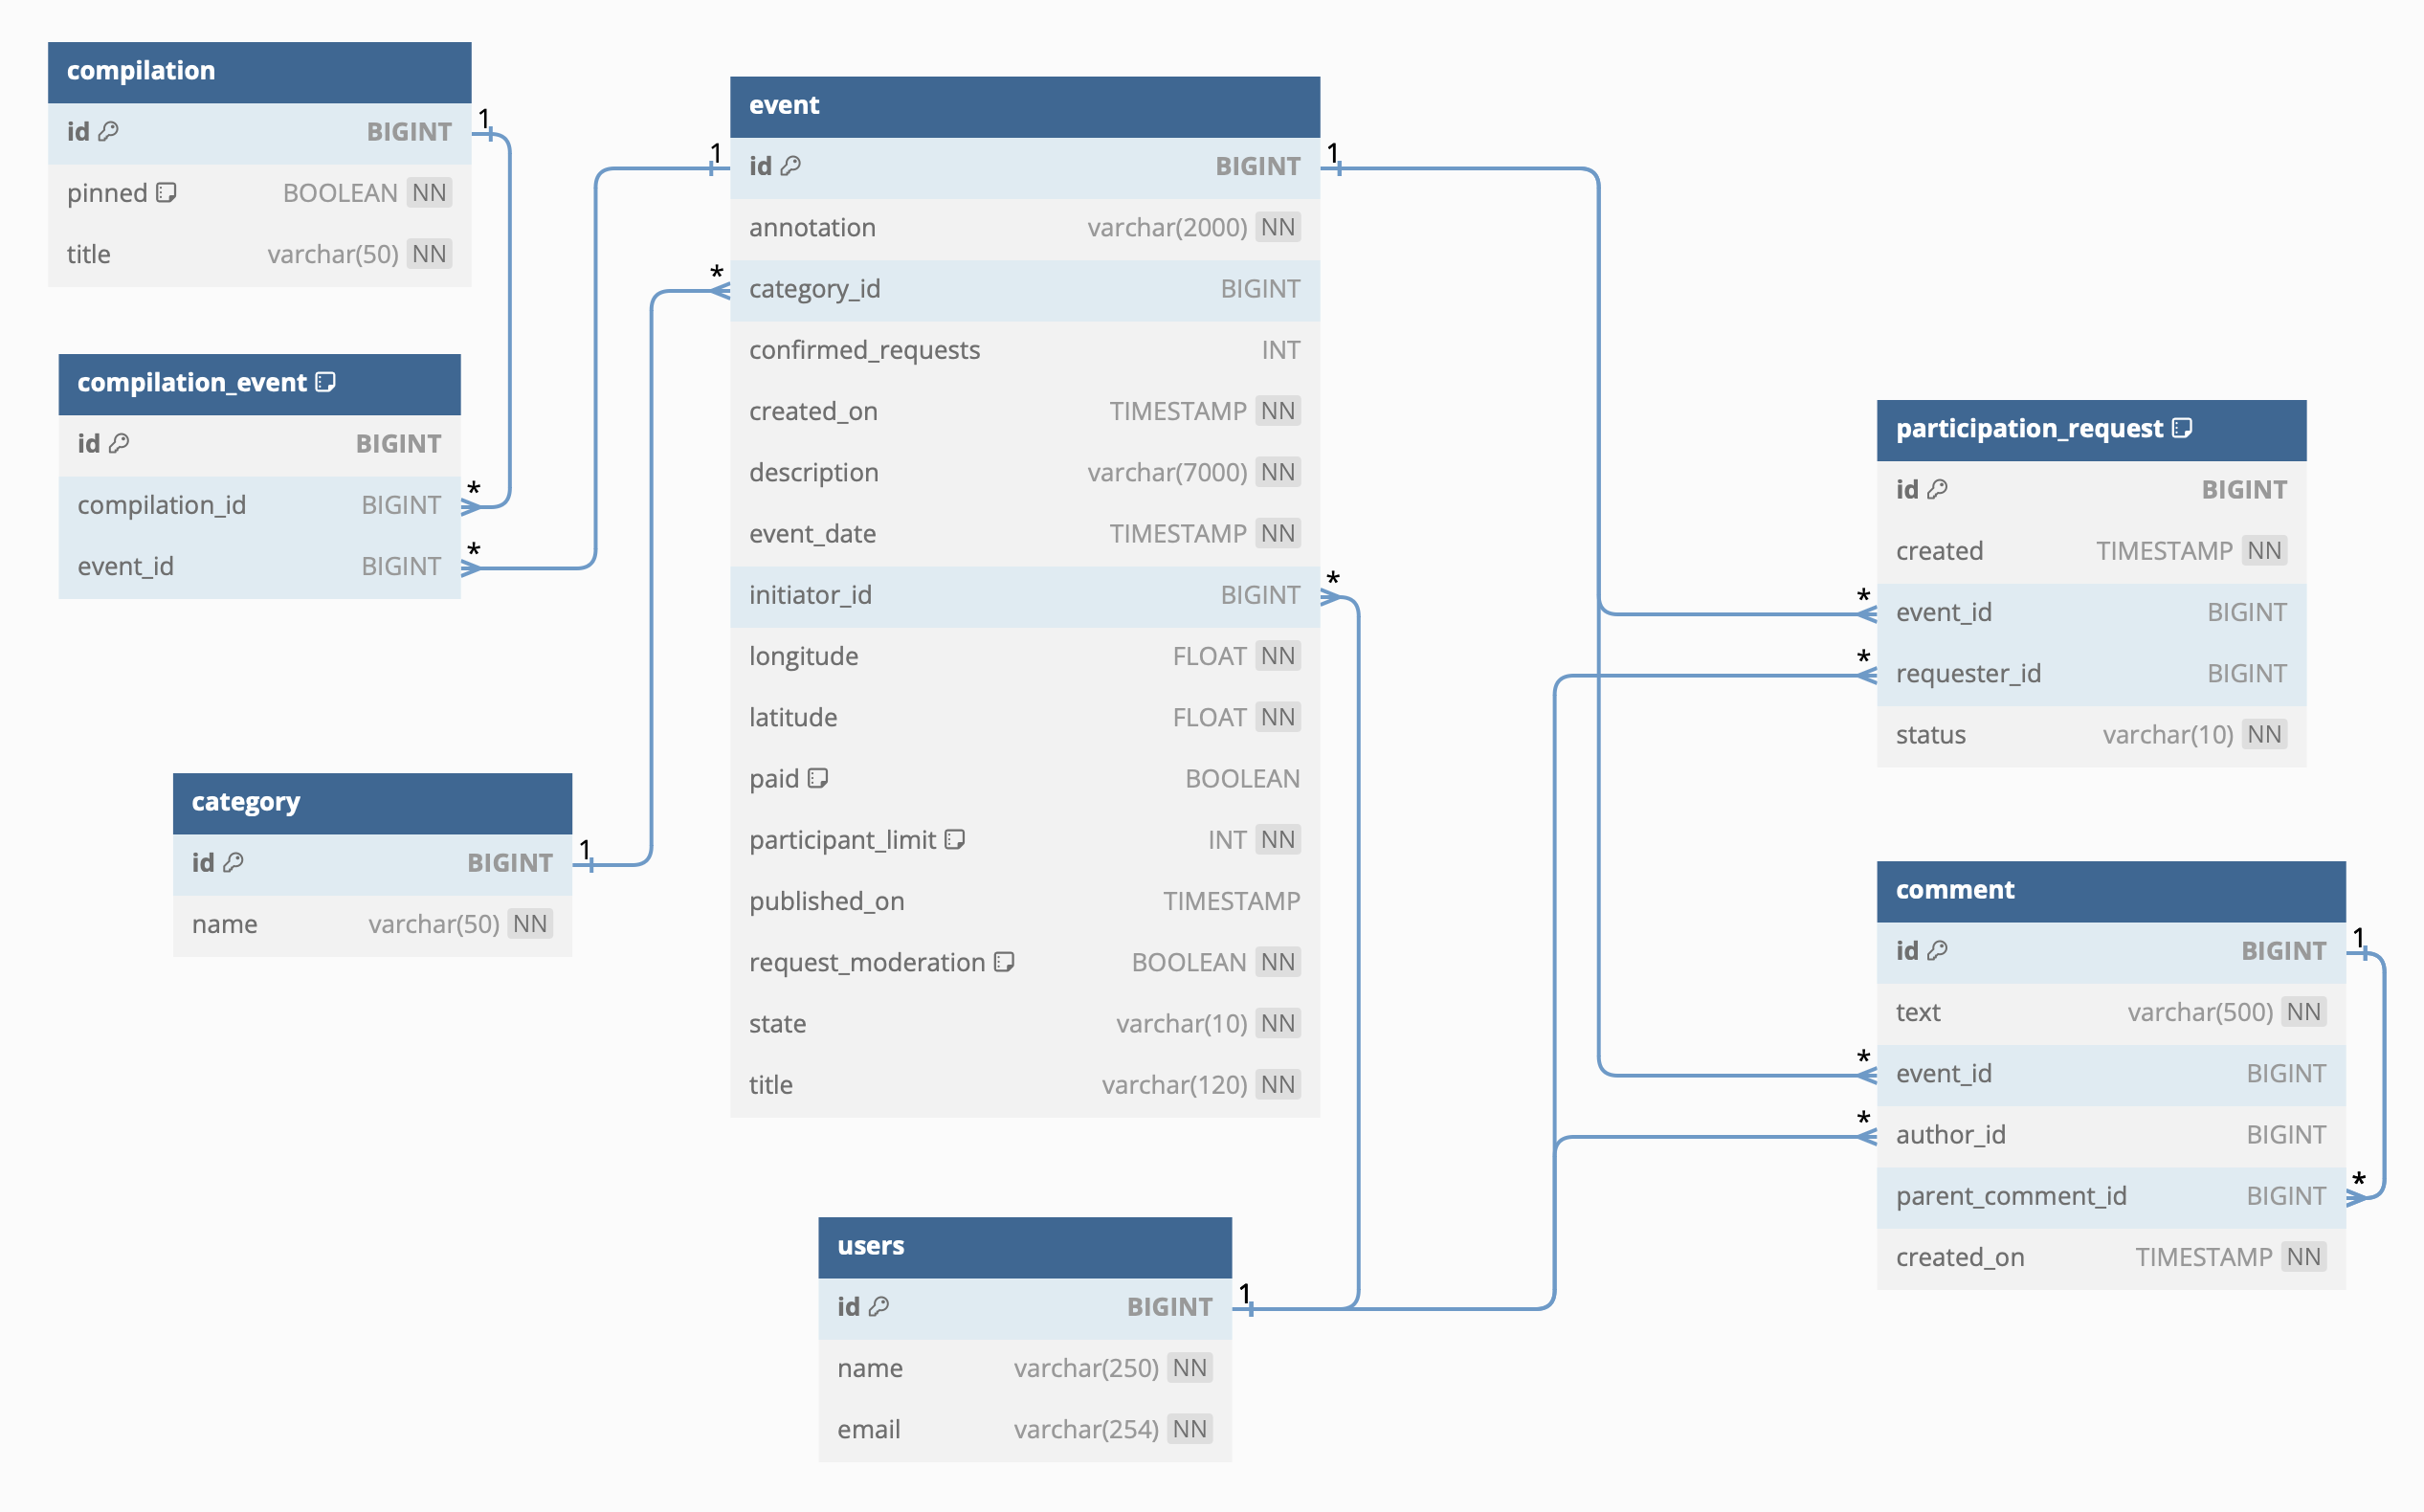 compilation
id BIGINT
pinned BOOLEAN NN
title varchar(50) NN
1
*
*
compilation_event
id BIGINT
compilation_id BIGINT
event_id BIGINT
category
id BIGINT
name varchar(50) NN
1
1
*
event
id BIGINT
annotation varchar(2000) NN
category_id BIGINT
confirmed_requests INT
created_on TIMESTAMP NN
description varchar(7000) NN
event_date TIMESTAMP NN
initiator_id BIGINT
longitude FLOAT NN
latitude FLOAT NN
paid BOOLEAN
participant_limit INT NN
published_on TIMESTAMP
request_moderation BOOLEAN NN
state varchar(10) NN
title varchar(120) NN
1
*
users
id BIGINT
name varchar(250) NN
email varchar(254) NN
1
*
*
participation_request
id BIGINT
created TIMESTAMP NN
event_id BIGINT
requester_id BIGINT
status varchar(10) NN
*
*
comment
id BIGINT
text varchar(500) NN
event_id BIGINT
author_id BIGINT
parent_comment_id BIGINT
created_on TIMESTAMP NN
1
*